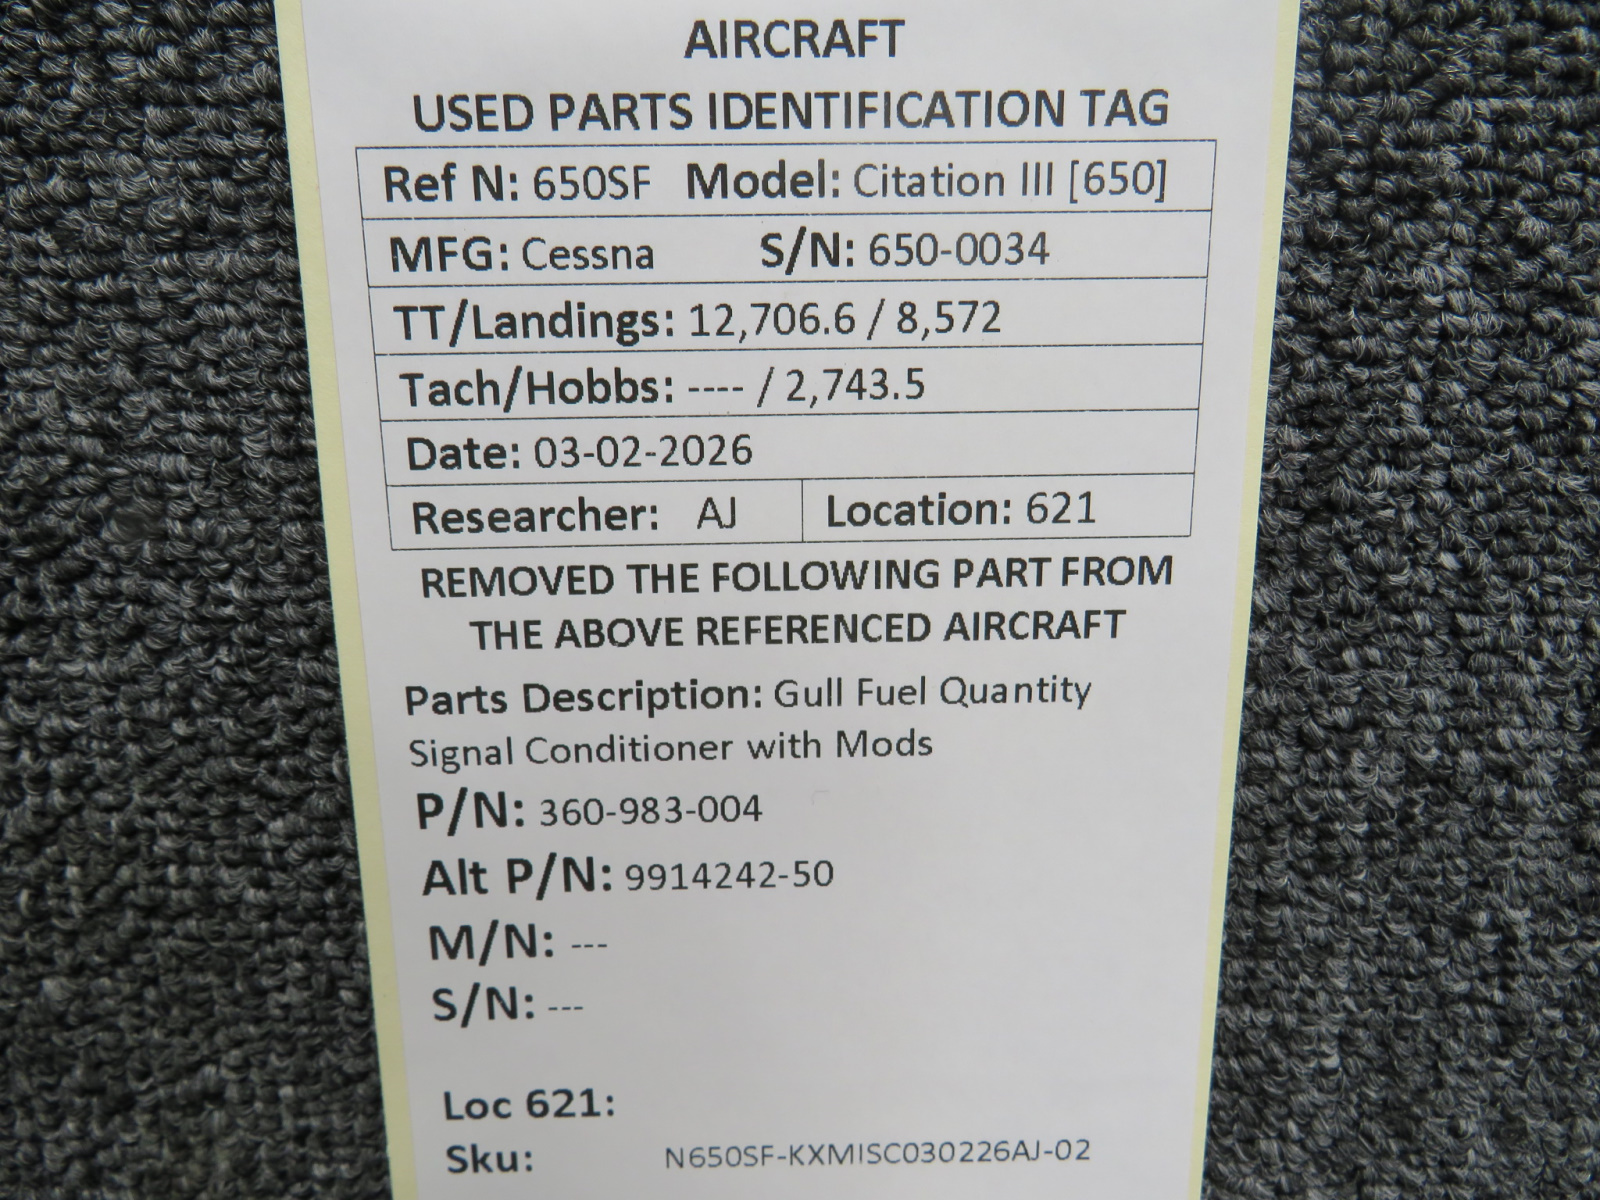 AIRCRAFT
USED PARTS IDENTIFICATION TAG
Ref N: 650SF Model: Citation III [650]
MFG: Cessna S/N: 650-0034
TT/Landings: 12,706.6 / 8,572
Tach/Hobbs: ---- / 2,743.5
Date: 03-02-2026
Researcher: AJ Location: 621
REMOVED THE FOLLOWING PART FROM
THE ABOVE REFERENCED AIRCRAFT
Parts Description: Gull Fuel Quantity
Signal Conditioner with Mods
P/N: 360-983-004
Alt P/N: 9914242-50
M/N: ---
S/N: ---
Loc 621:
Sku: N650SF-KXMISC030226AJ-02